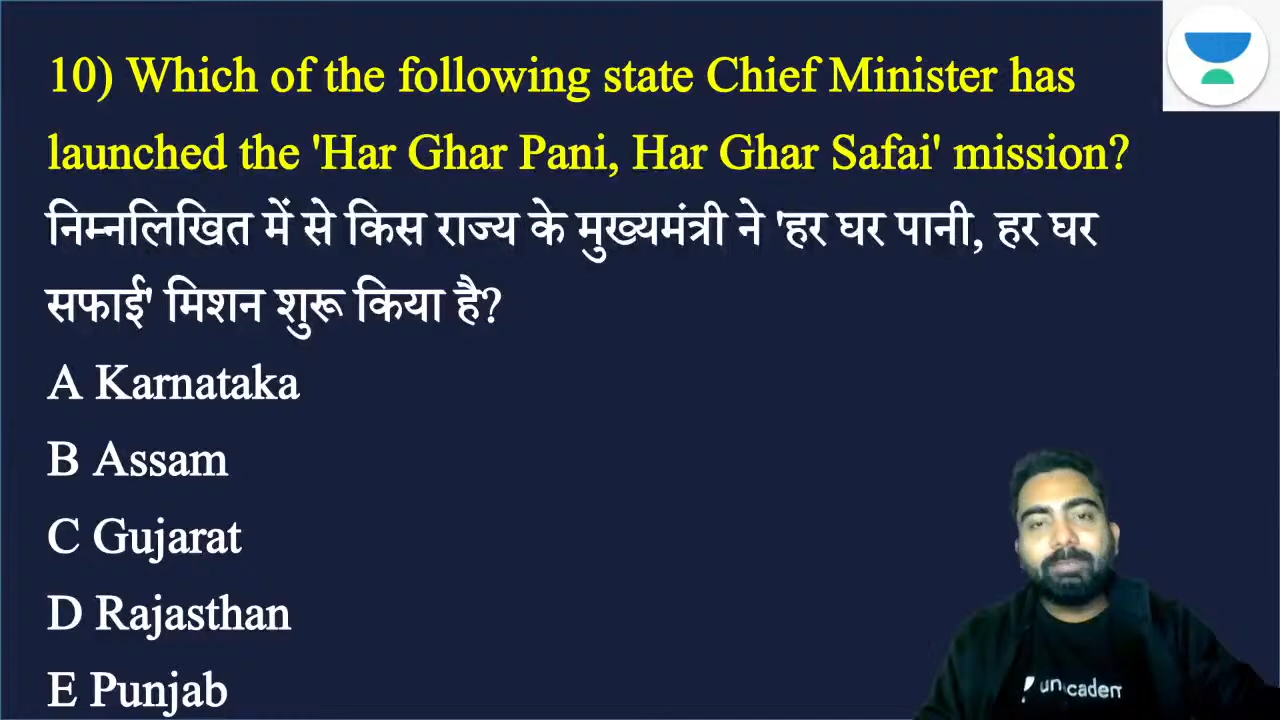 10) Which of the following state Chief Minister has
launched the 'Har Ghar Pani, Har Ghar Safai' mission?
निम्नलिखित में से किस राज्य के मुख्यमंत्री ने 'हर घर पानी, हर घर
सफाई' मिशन शुरू किया है?
A Karnataka
B Assam
C Gujarat
D Rajasthan
E Punjab